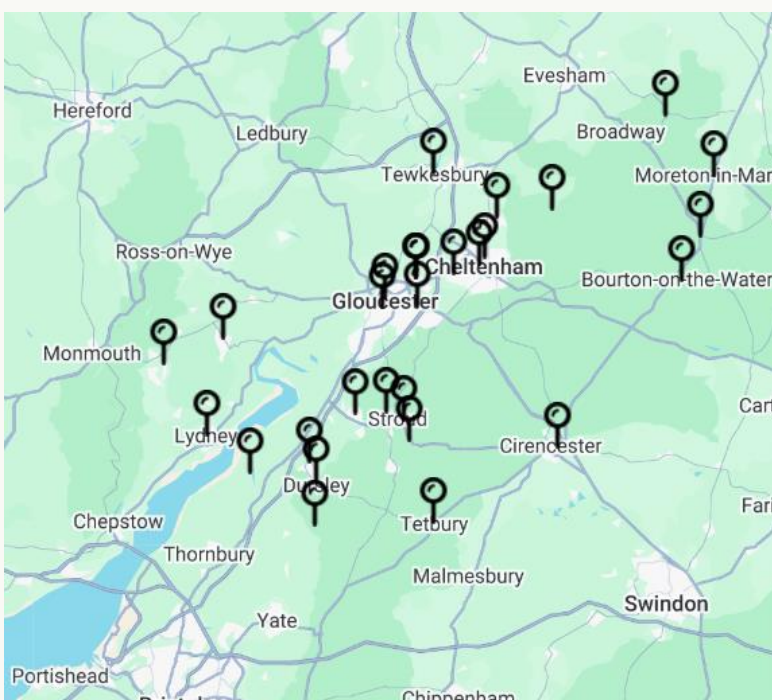 Evesham
Hereford
Ledbury
Broadway
Tewkesbury
Moreton-in-Mar
Ross-on-Wye
Cheltenham
Bourton-on-the-Water
Gloucester
Monmouth
Cart
Stroud
Lydney
Cirencester
Dursley
Fari
Chepstow
Tetbury
Thornbury
Malmesbury
Swindon
Yate
Portishead
Chippenham